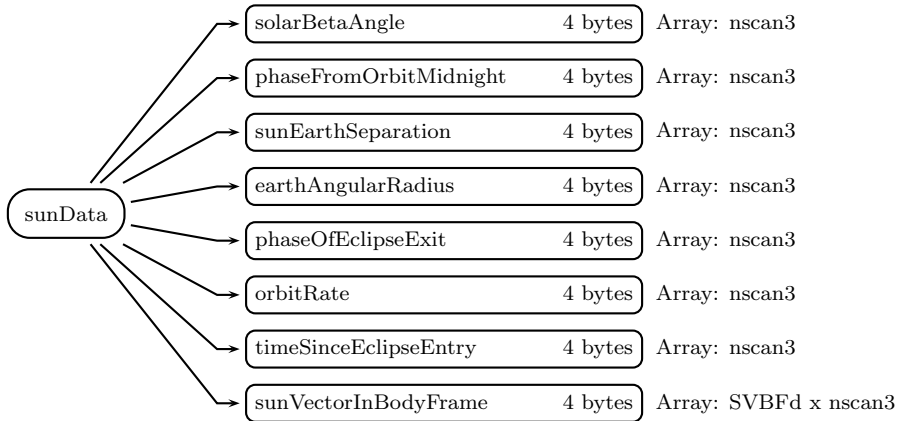 solarBetaAngle 4 bytes Array: nscan3
phaseFromOrbitMidnight 4 bytes Array: nscan3
sunEarthSeparation 4 bytes Array: nscan3
earthAngularRadius 4 bytes Array: nscan3
sunData
phaseOfEclipseExit 4 bytes Array: nscan3
orbitRate 4 bytes Array: nscan3
timeSinceEclipseEntry 4 bytes Array: nscan3
sunVectorInBodyFrame 4 bytes Array: SVBFd x nscan3